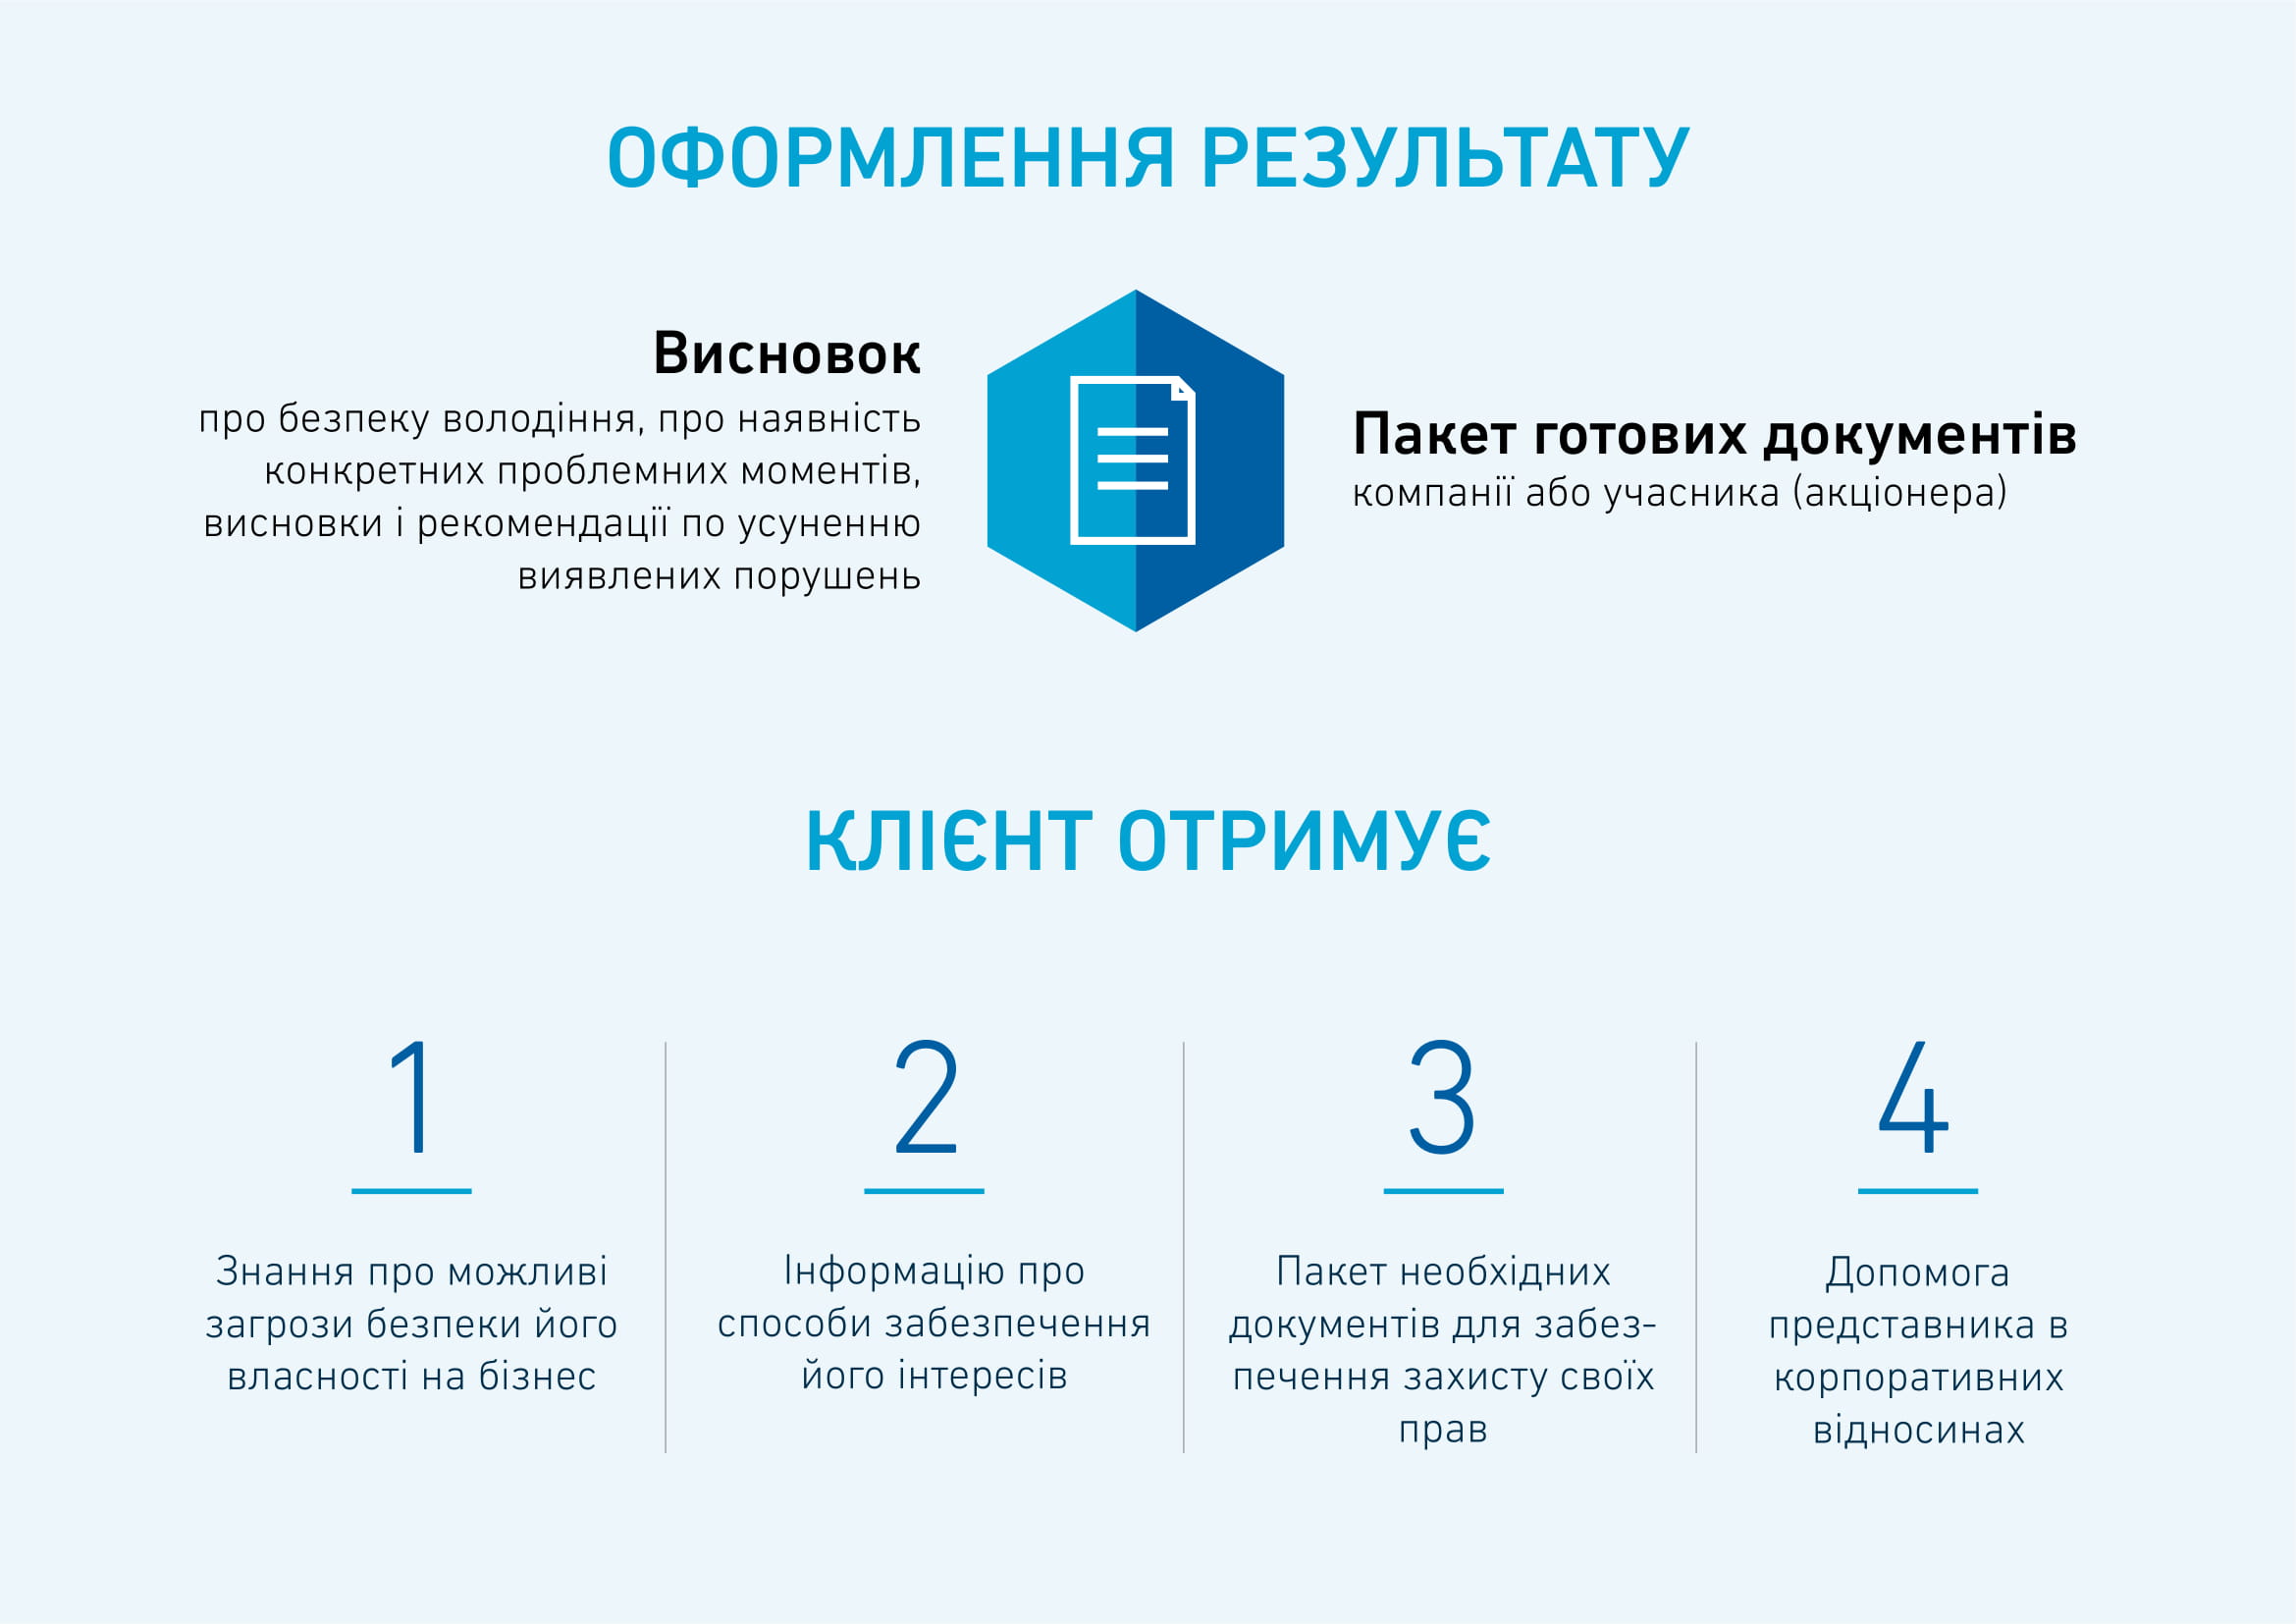 ОФОРМЛЕННЯ РЕЗУЛЬТАТУ
Висновок
про безпеку володіння, про наявність
конкретних проблемних моментів,
висновки і рекомендації по усуненню
виявлених порушень
Пакет готових документів
компанії або учасника (акціонера)
КЛІЄНТ ОТРИМУЄ
1
Знання про можливі
загрози безпеки його
власності на бізнес
2
Інформацію про
способи забезпечення
його інтересів
3
Пакет необхідних
документів для забез-
печення захисту своїх
прав
4
Допомога
представника в
корпоративних
відносинах